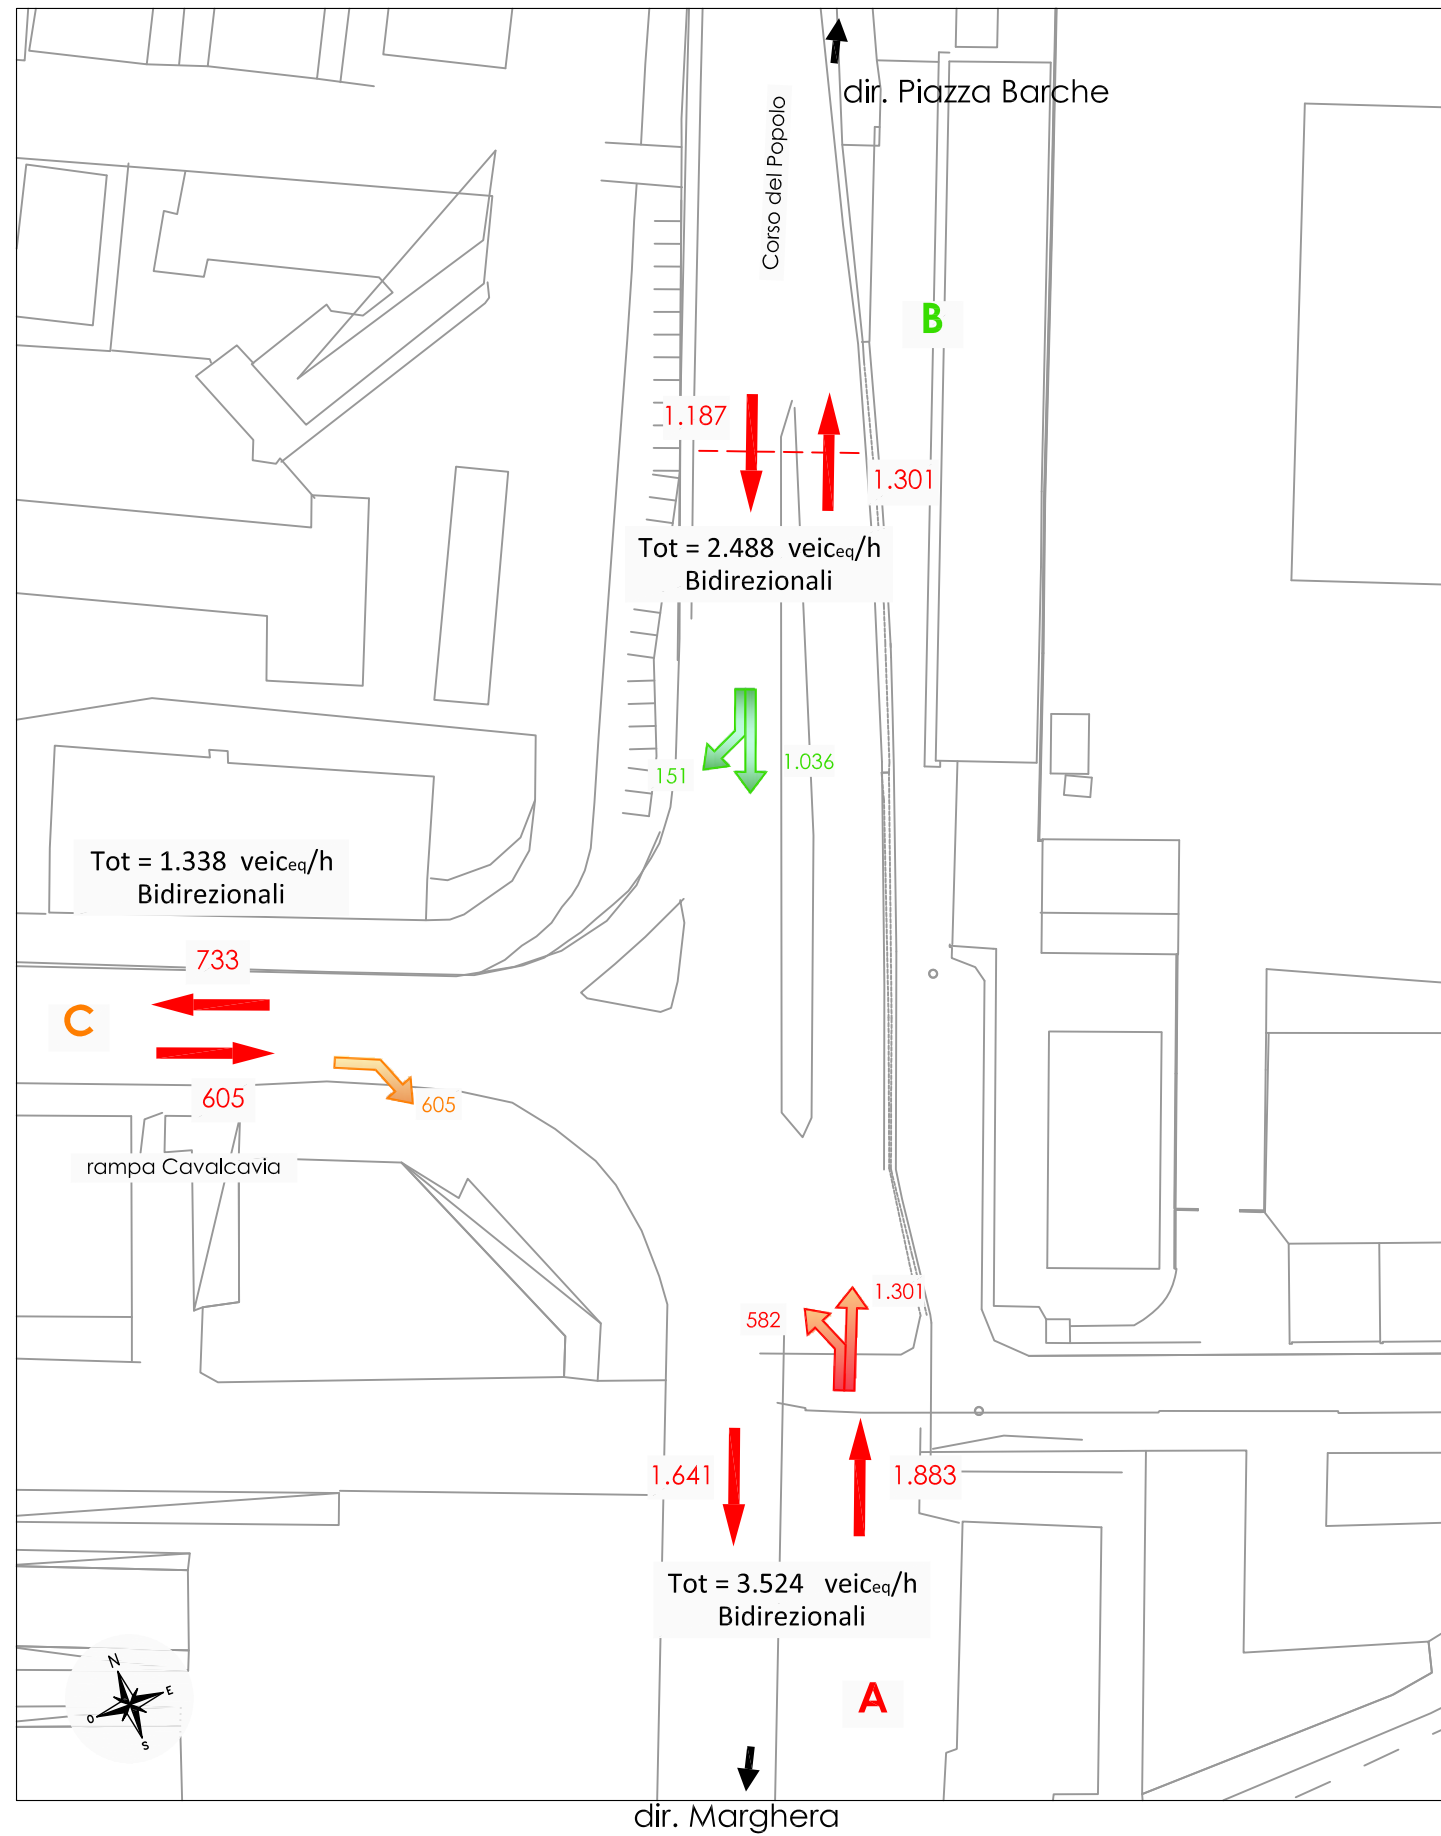 dir. Piazza Barche
Corso del Popolo
B
1.187
1.301
Tot = 2.488 veiceq/h
Bidirezionali
151
1.036
Tot = 1.338 veiceq/h
Bidirezionali
733
C
605
605
rampa Cavalcavia
582
1.301
1.641
1.883
Tot = 3.524 veiceq/h
Bidirezionali
A
N
E
O
S
dir. Marghera